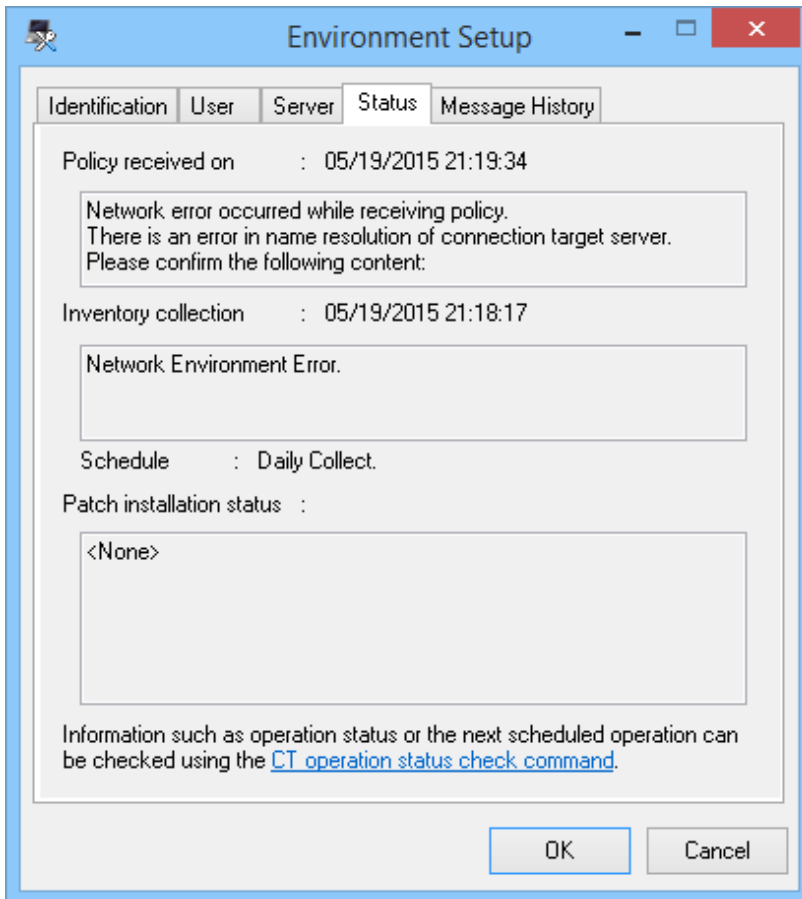 Environment Setup
Identification User Server Status Message History
Policy received on : 05/19/2015 21:19:34
Network error occurred while receiving policy.
There is an error in name resolution of connection target server.
Please confirm the following content:
Inventory collection : 05/19/2015 21:18:17
Network Environment Error.
Schedule : Daily Collect.
Patch installation status :
<None>
Information such as operation status or the next scheduled operation can
be checked using the CT operation status check command.
OK Cancel